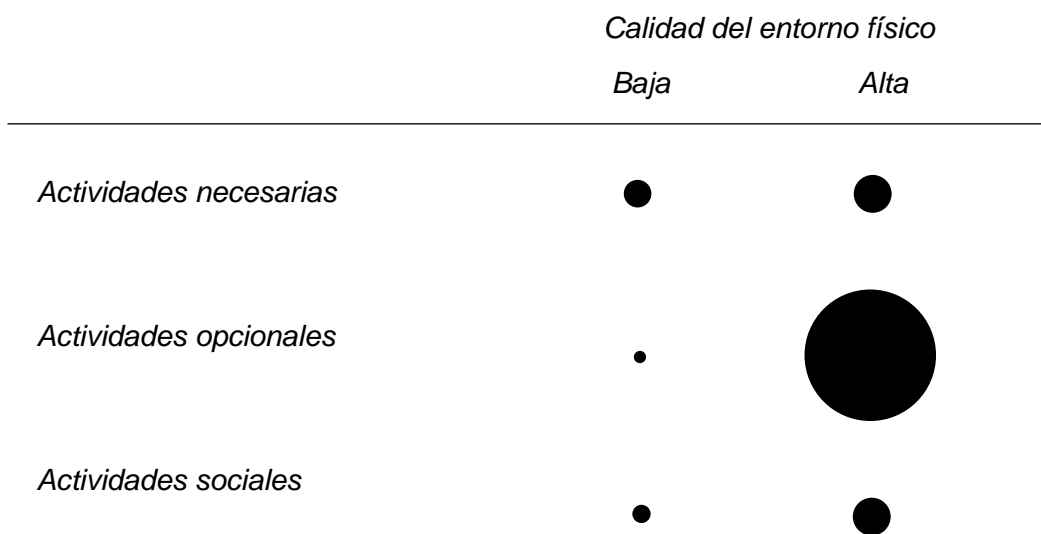 Calidad del entorno físico
Baja Alta
Actividades necesarias
Actividades opcionales
Actividades sociales